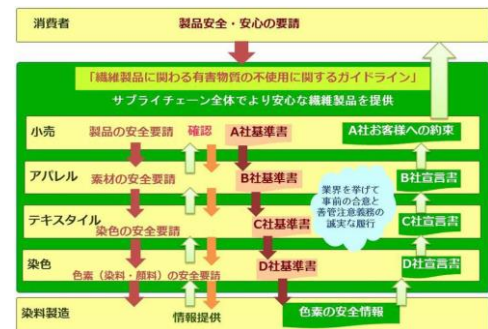 消費者
製品安全・安心の要請
「繊維製品に関わる有害物質の不使用に関するガイドライン」
サプライチェーン全体でより安心な繊維製品を提供
小売
製品の安全要請
確認
A社基準書
A社お客様への約束
アパレル
素材の安全要請
B社基準書
B社宣言書
業界を挙げて
事前の合意と
善管注意義務の
誠実な履行
テキスタイル
染色の安全要請
C社基準書
C社宣言書
染色
色素（染料・顔料）の安全要請
D社基準書
D社宣言書
染料製造
情報提供
色素の安全情報